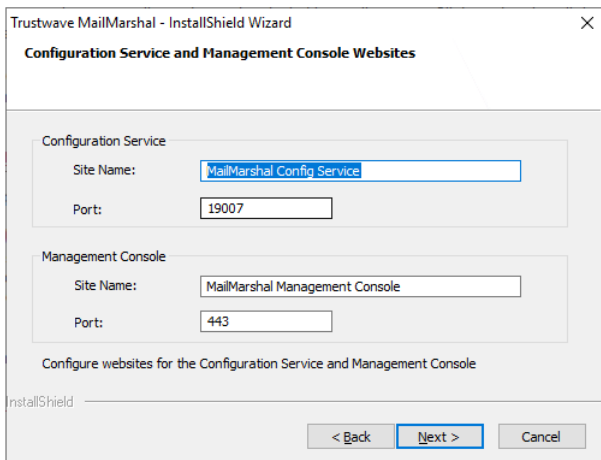 Trustwave MailMarshal - InstallShield Wizard
Configuration Service and Management Console Websites
Configuration Service
Site Name: MailMarshal Config Service
Port: 19007
Management Console
Site Name: MailMarshal Management Console
Port: 443
Configure websites for the Configuration Service and Management Console
InstallShield
< Back Next > Cancel